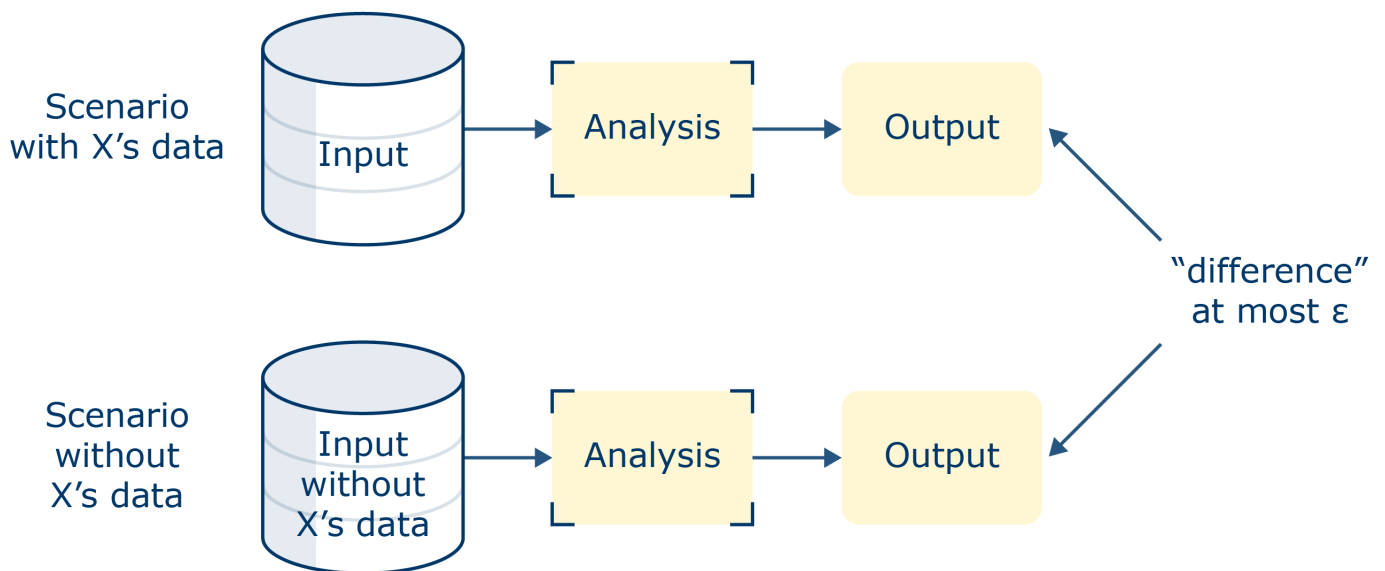 Scenario
with X’s data
Input
Analysis
Output
“difference”
at most ε
Scenario
without
X’s data
Input
without
X’s data
Analysis
Output